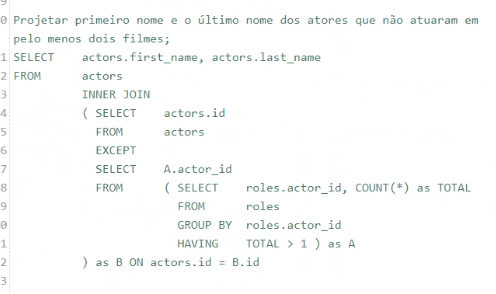 9
0 Projetar primeiro nome e o último nome dos atores que não atuaram em
pelo menos dois filmes;
1 SELECT actors.first_name, actors.last_name
2 FROM actors
3 INNER JOIN
4 ( SELECT actors.id
5 FROM actors
6 EXCEPT
7 SELECT A.actor_id
8 FROM ( SELECT roles.actor_id, COUNT(*) as TOTAL
9 FROM roles
0 GROUP BY roles.actor_id
1 HAVING TOTAL > 1 ) as A
2 ) as B ON actors.id = B.id
3